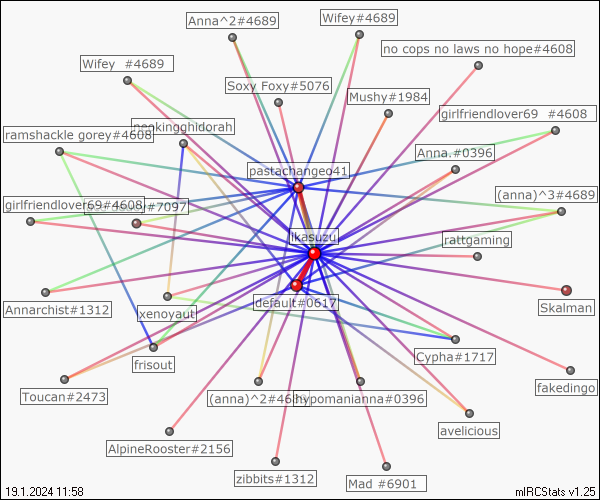 Anna^2#4689
Wifey#4689
no cops no laws no hope#4608
Wifey #4689
Soxy Foxy#5076
Mushy#1984
girlfriendlover69 #4608
ramshackle gorey#4608
Anna.#0396
pastachangeo41
(anna)^3#4689
girlfriendlover69#4608
#7097
ikasuzu
rattgaming
Annarchist#1312
xenoyaut
default#0617
Skalman
frisout
Cypha#1717
fakedingo
Toucan#2473
(anna)^2#4689
hypomanianna#0396
AlpineRooster#2156
avelicious
zibbits#1312
Mad #6901
19.1.2024 11:58
mIRCStats v1.25